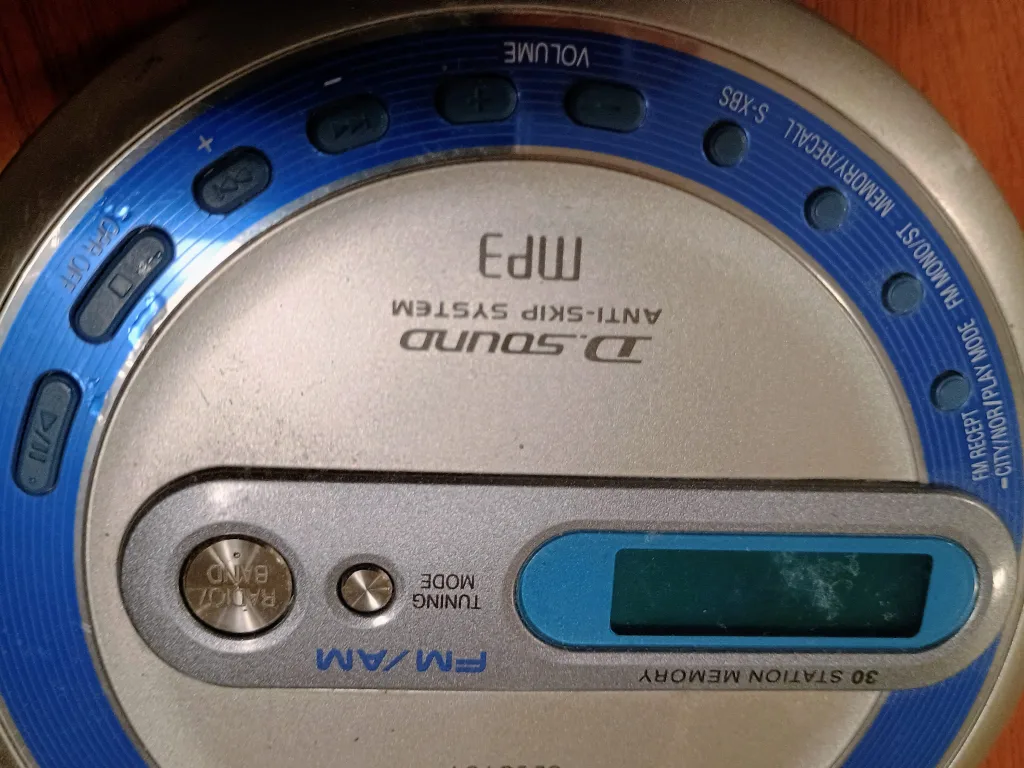 30 STATION MEMORY
FM/AM
TUNING
MODE
RADIO/
BAND
D.SOUND
ANTI-SKIP SYSTEM
MP3
FM RECEPT
–CITY/NOR/PLAY MODE
FM MONO/ST
MEMORY/RECALL
S-XBS
VOLUME
- +
– +
OPR OFF